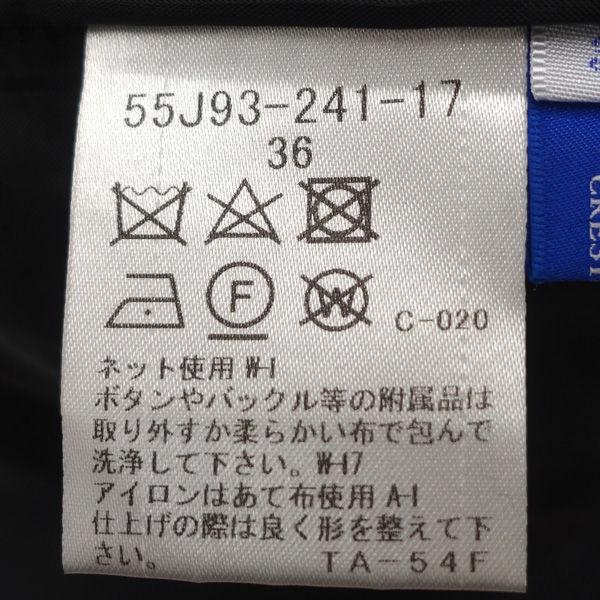 55J93-241-17
36
F
W
C-020
ネット使用 W-1
ボタンやバックル等の附属品は
取り外すか柔らかい布で包んで
洗浄して下さい。W-17
アイロンはあて布使用 A-1
仕上げの際は良く形を整えて下
さい。 TA-54F
CREST